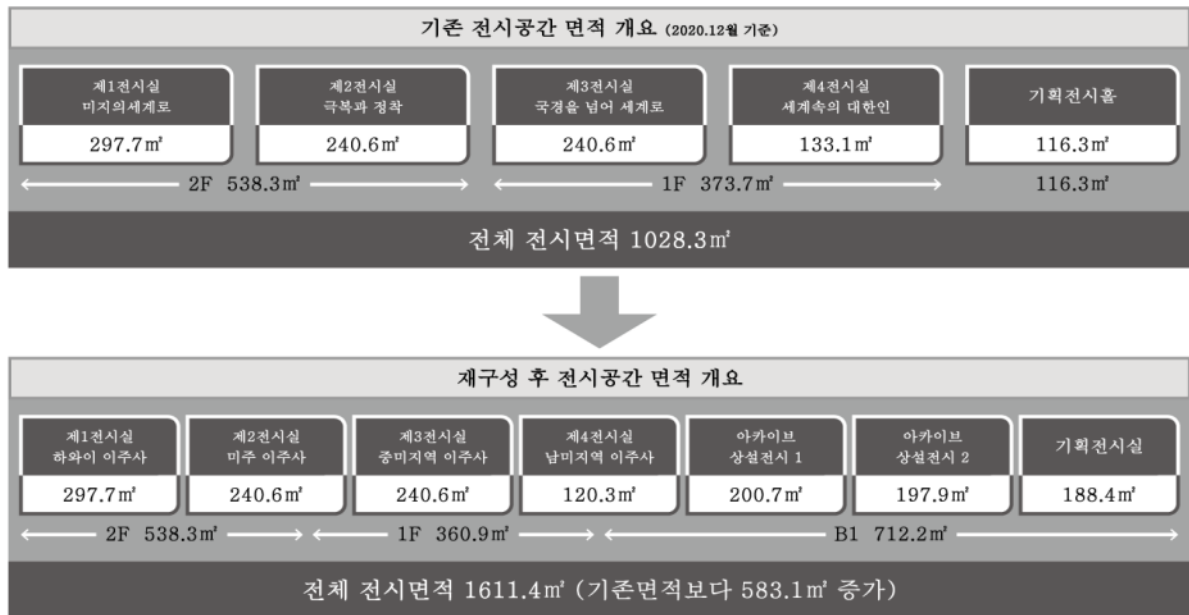 기존 전시공간 면적 개요 (2020.12월 기준)
제1전시실 제2전시실 제3전시실 제4전시실 기획전시홀
미지의세계로 극복과 정착 국경을 넘어 세계로 세계속의 대한인
297.7㎡ 240.6㎡ 240.6㎡ 133.1㎡ 116.3㎡
2F 538.3㎡ 1F 373.7㎡ 116.3㎡
전체 전시면적 1028.3㎡
재구성 후 전시공간 면적 개요
제1전시실 제2전시실 제3전시실 제4전시실 아카이브 아카이브 기획전시실
하와이 이주사 미주 이주사 중미지역 이주사 남미지역 이주사 상설전시 1 상설전시 2
297.7㎡ 240.6㎡ 240.6㎡ 120.3㎡ 200.7㎡ 197.9㎡ 188.4㎡
2F 538.3㎡ 1F 360.9㎡ B1 712.2㎡
전체 전시면적 1611.4㎡ (기존면적보다 583.1㎡ 증가)